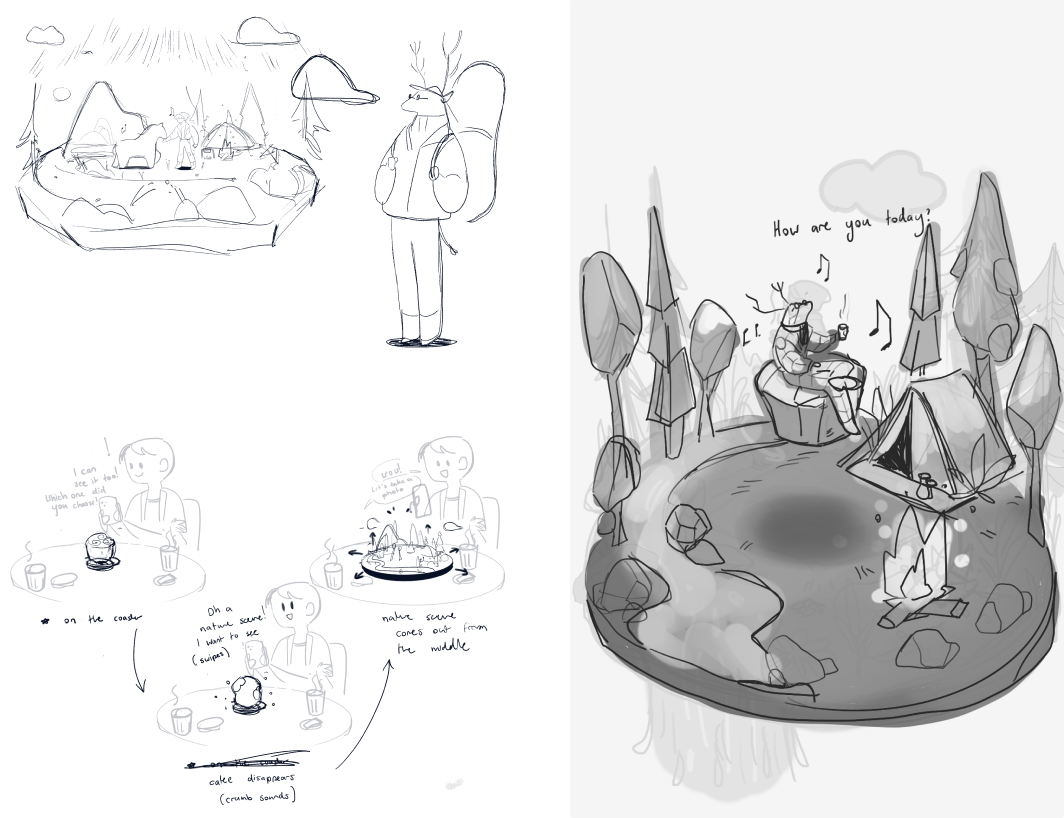 I can
see it too!
Which one did
you choose?
on the coaster
Oh a
nature scene!
I want to see
(swipes)
cake disappears
(crumb sounds)
woo!
Let's take a
photo
nature scene
comes out from
the middle
How are you today?